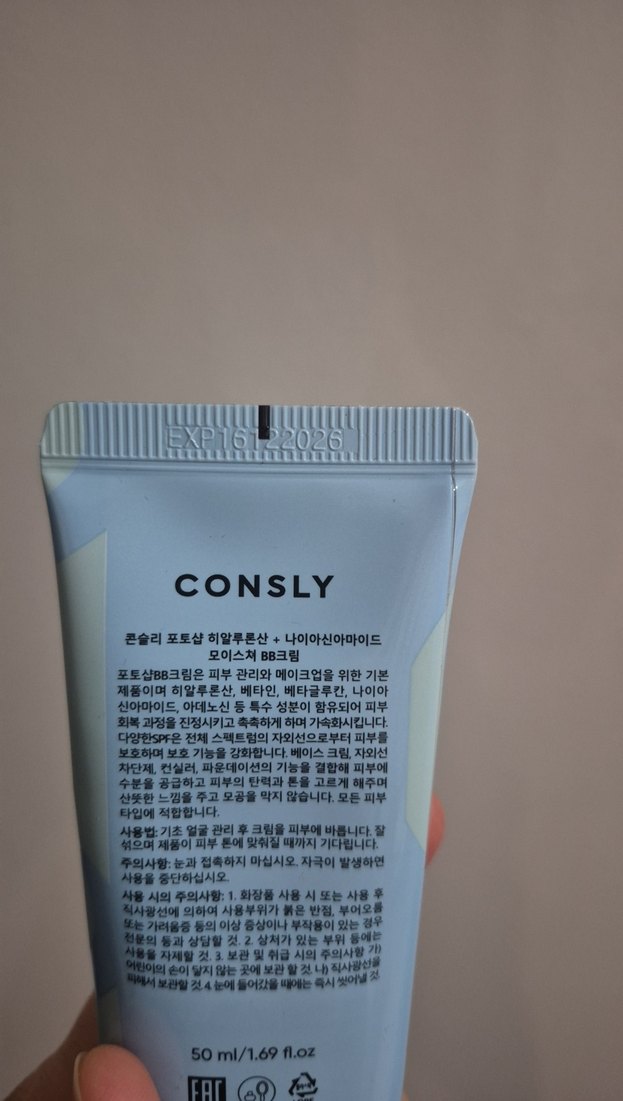 EXP16122026
CONSLY
콘슬리 포토샵 히알루론산 + 나이아신아마이드
모이스쳐 BB크림
포토샵BB크림은 피부 관리와 메이크업을 위한 기본
제품이며 히알루론산, 베타인, 베타글루칸, 나이아
신아마이드, 아데노신 등 특수 성분이 함유되어 피부
회복 과정을 진정시키고 촉촉하게 하며 가속화시킵니다.
다양한SPF은 전체 스펙트럼의 자외선으로부터 피부를
보호하며 보호 기능을 강화합니다. 베이스 크림, 자외선
차단제, 컨실러, 파운데이션의 기능을 결합해 피부에
수분을 공급하고 피부의 탄력과 톤을 고르게 해주며
산뜻한 느낌을 주고 모공을 막지 않습니다. 모든 피부
타입에 적합합니다.
사용법: 기초 얼굴 관리 후 크림을 피부에 바릅니다. 잘
섞으며 제품이 피부 톤에 맞춰질 때까지 기다립니다.
주의사항: 눈과 접촉하지 마십시오. 자극이 발생하면
사용을 중단하십시오.
사용 시의 주의사항: 1. 화장품 사용 시 또는 사용 후
직사광선에 의하여 사용부위가 붉은 반점, 부어오름
또는 가려움증 등의 이상 증상이나 부작용이 있는 경우
전문의 등과 상담할 것. 2. 상처가 있는 부위 등에는
사용을 자제할 것. 3. 보관 및 취급 시의 주의사항 가)
어린이의 손이 닿지 않는 곳에 보관 할 것. 나) 직사광선을
피해서 보관할 것. 4. 눈에 들어갔을 때에는 즉시 씻어낼 것.
50 ml/1.69 fl.oz
EAC